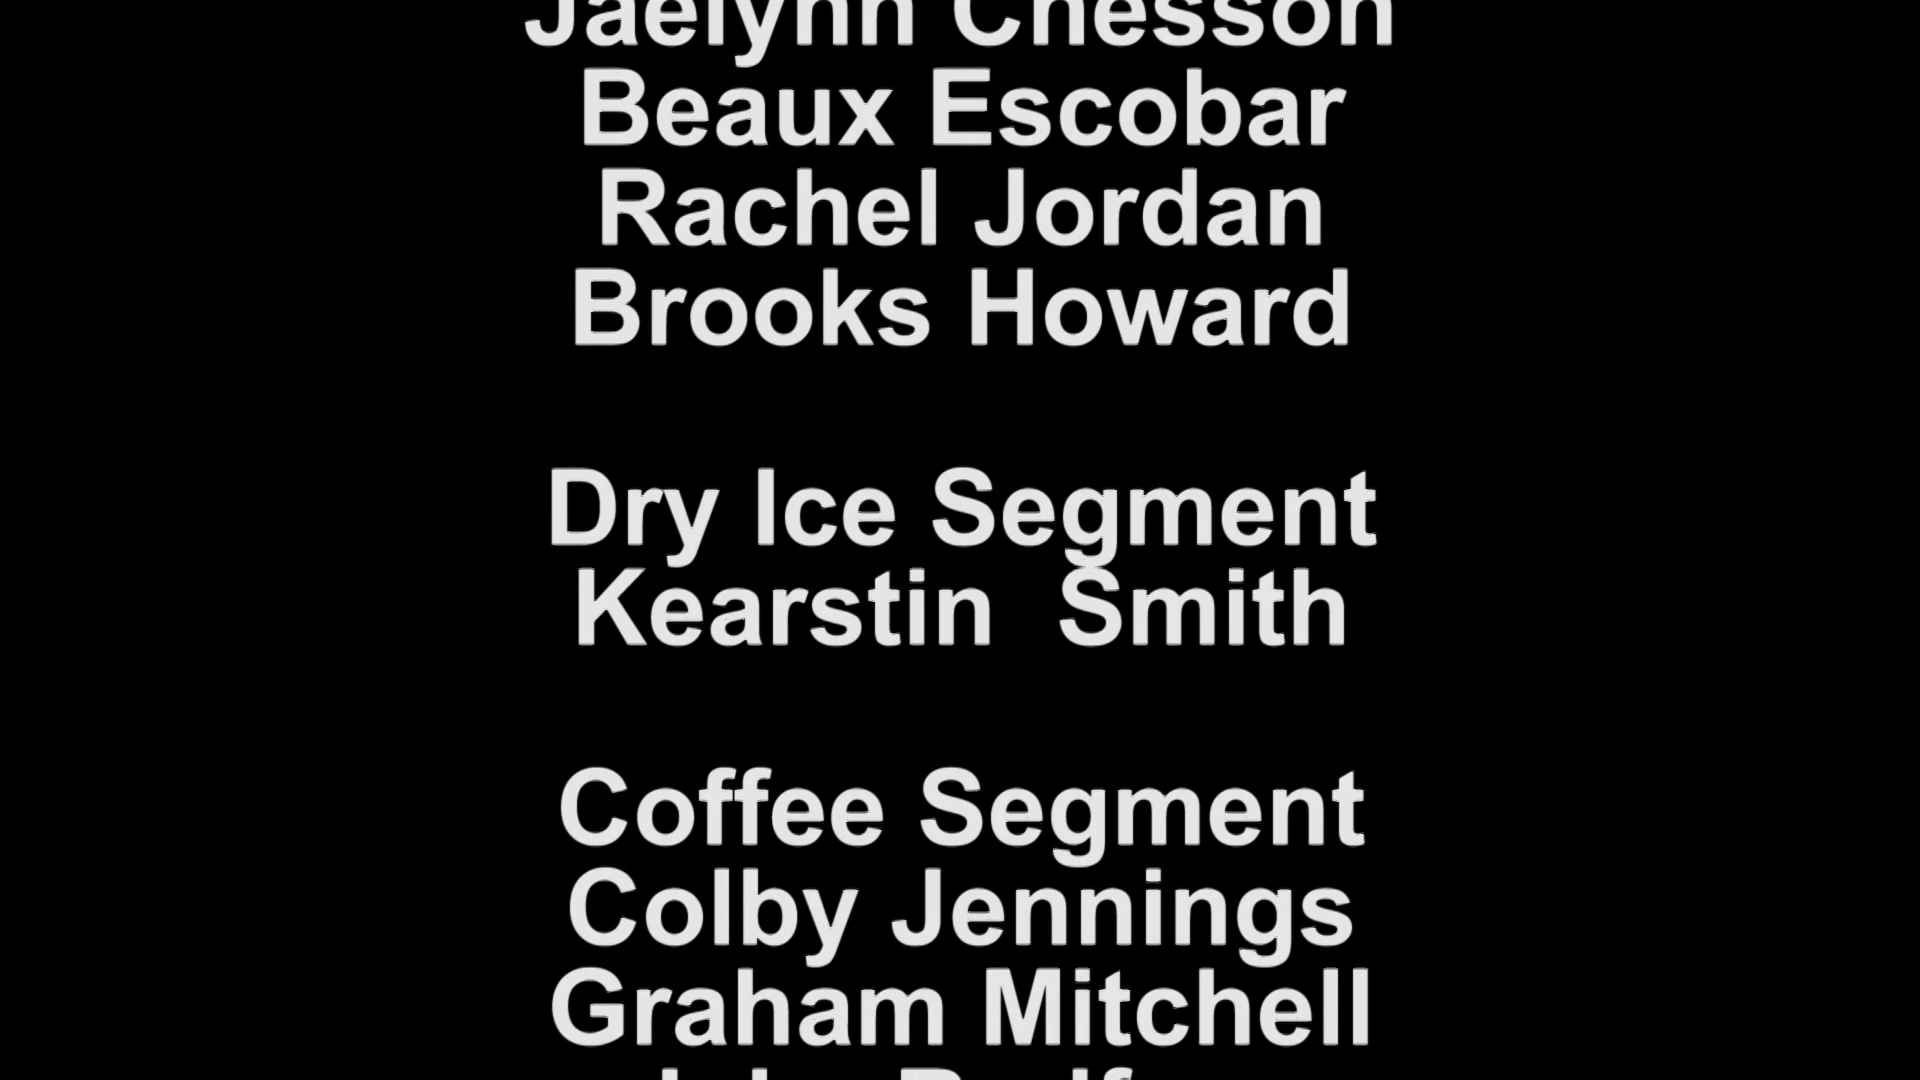 Jaelynn Chesson
Beaux Escobar
Rachel Jordan
Brooks Howard
Dry Ice Segment
Kearstin  Smith
Coffee Segment
Colby Jennings
Graham Mitchell